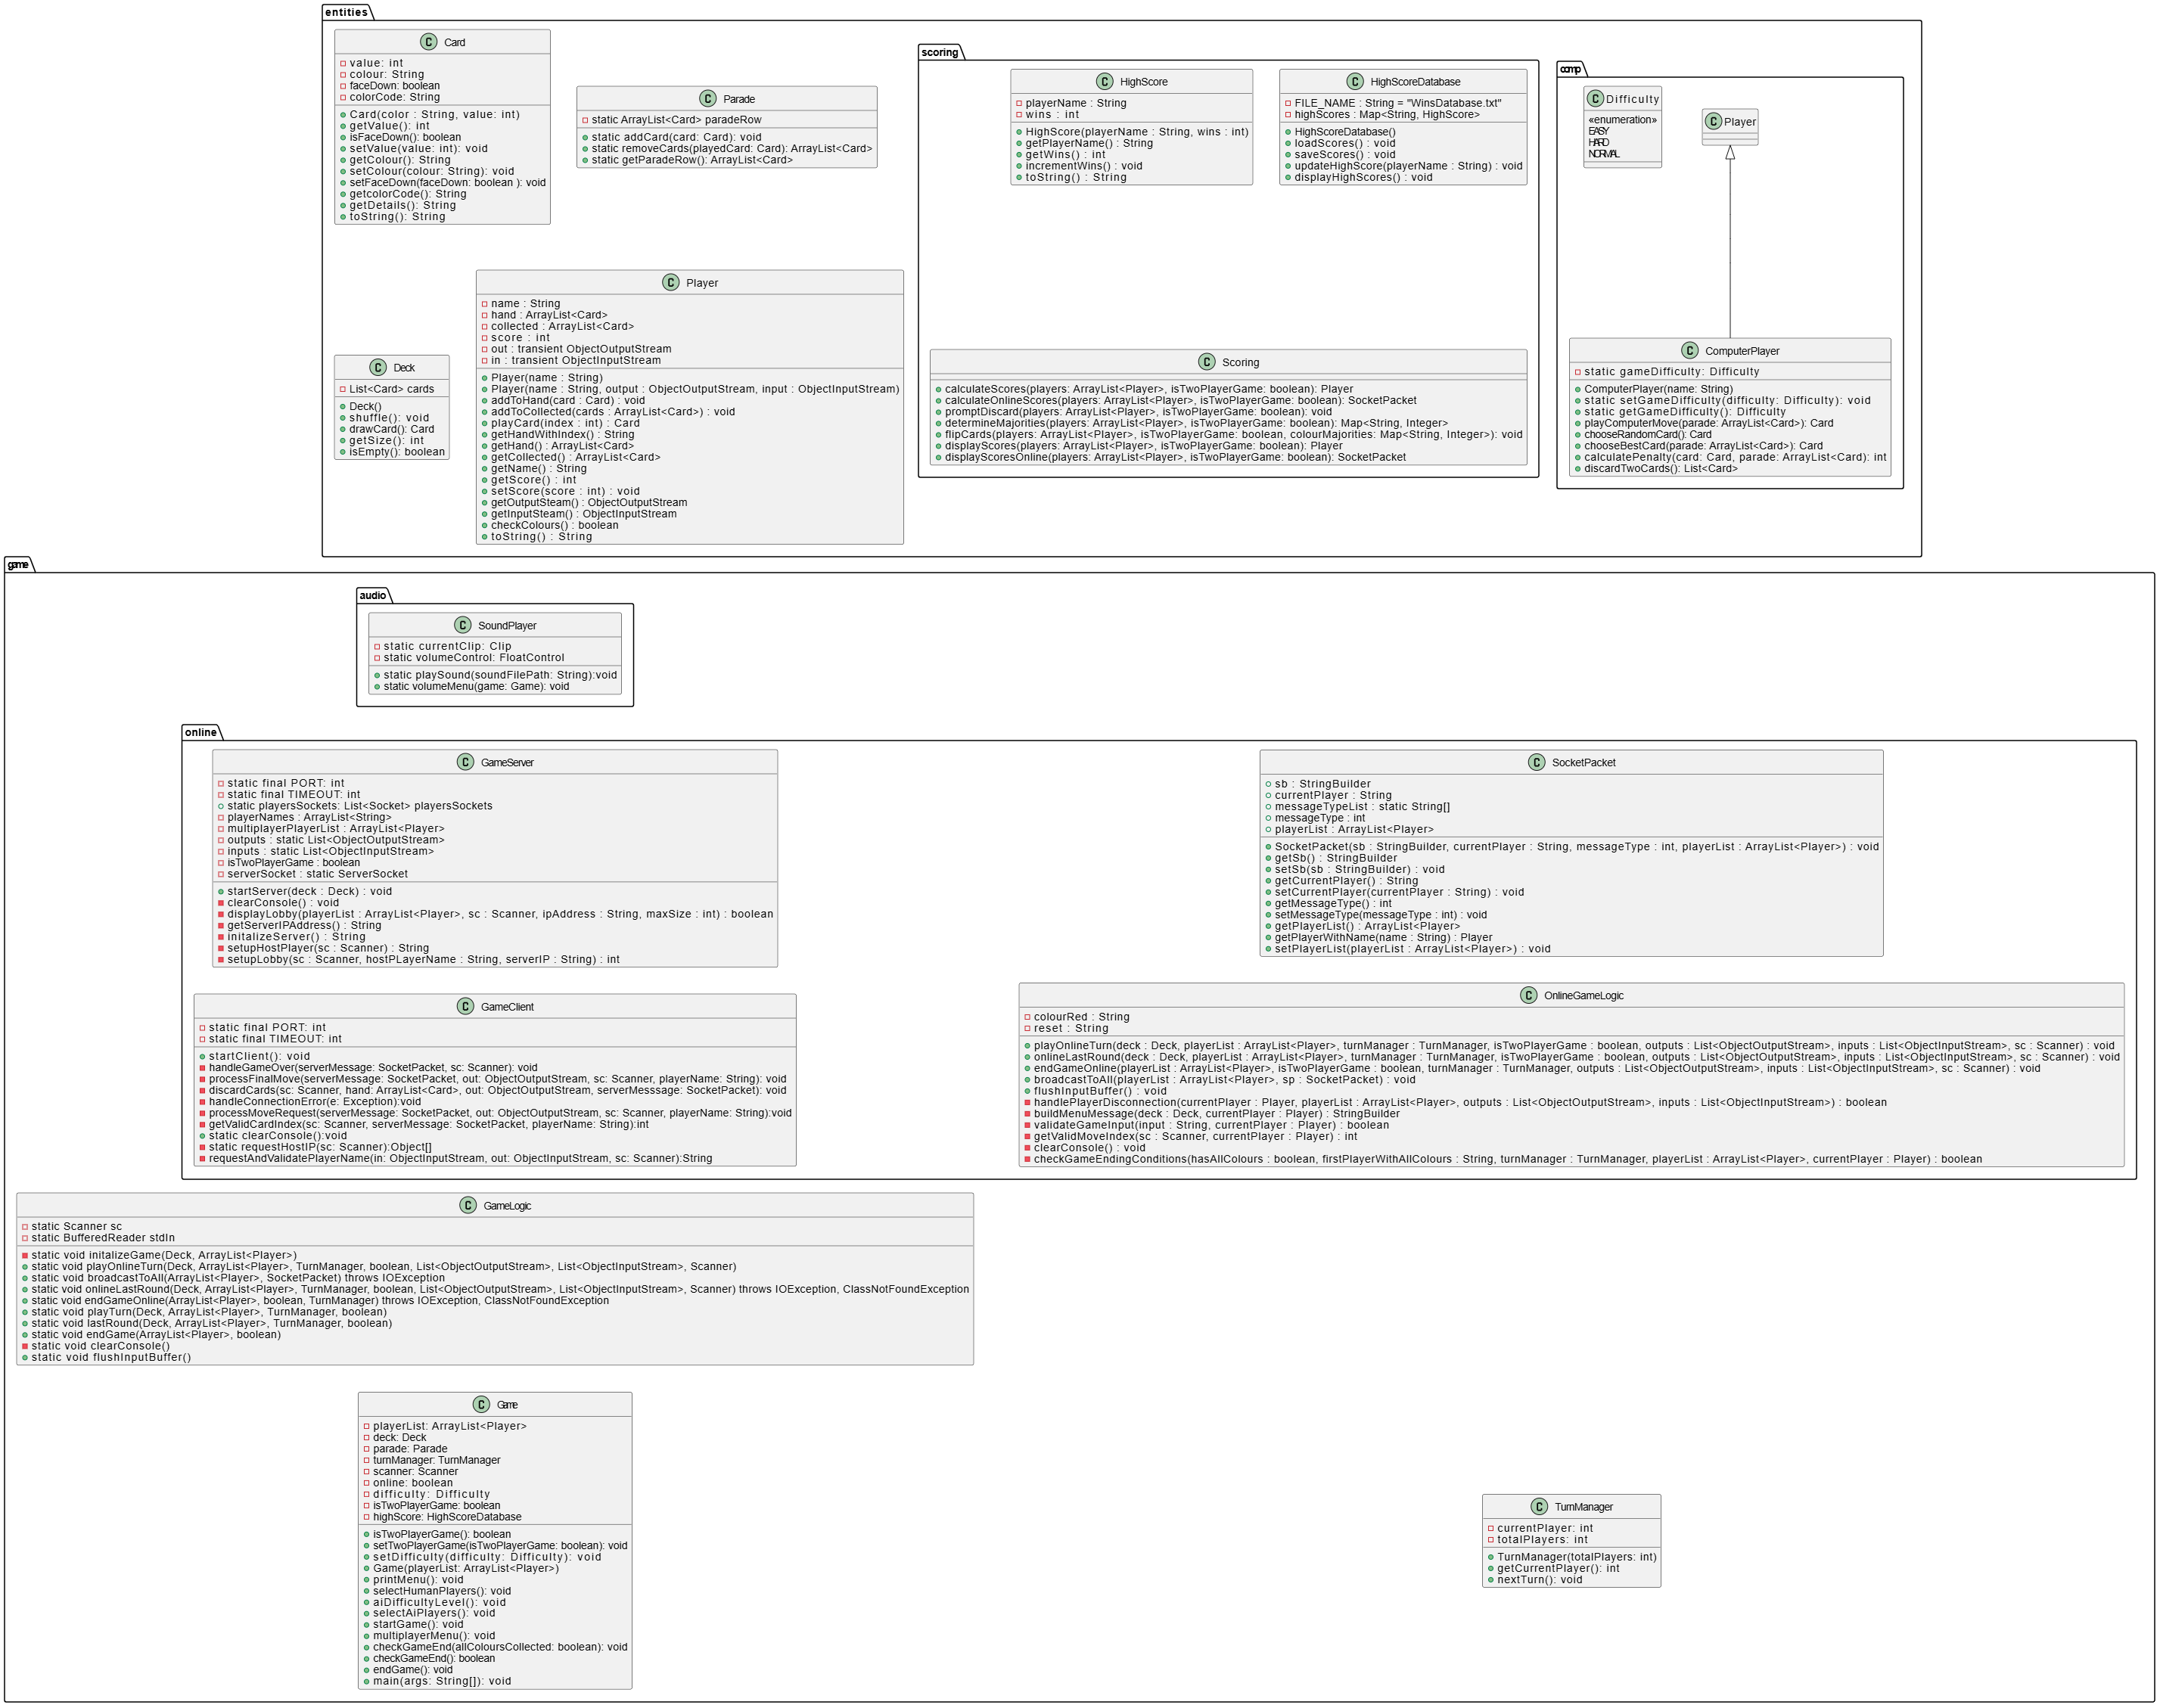 entities
Card
value: int
colour: String
faceDown: boolean
colorCode: String
Card(color : String, value: int)
getValue(): int
isFaceDown(): boolean
setValue(value: int): void
getColour(): String
setColour(colour: String): void
setFaceDown(faceDown: boolean ): void
getcolorCode(): String
getDetails(): String
toString(): String
Parade
static ArrayList<Card> paradeRow
static addCard(card: Card): void
static removeCards(playedCard: Card): ArrayList<Card>
static getParadeRow(): ArrayList<Card>
Deck
List<Card> cards
Deck()
shuffle(): void
drawCard(): Card
getSize(): int
isEmpty(): boolean
Player
name : String
hand : ArrayList<Card>
collected : ArrayList<Card>
score : int
out : transient ObjectOutputStream
in : transient ObjectInputStream
Player(name : String)
Player(name : String, output : ObjectOutputStream, input : ObjectInputStream)
addToHand(card : Card) : void
addToCollected(cards : ArrayList<Card>) : void
playCard(index : int) : Card
getHandWithIndex() : String
getHand() : ArrayList<Card>
getCollected() : ArrayList<Card>
getName() : String
getScore() : int
setScore(score : int) : void
getOutputSteam() : ObjectOutputStream
getInputSteam() : ObjectInputStream
checkColours() : boolean
toString() : String
scoring
HighScore
playerName : String
wins : int
HighScore(playerName : String, wins : int)
getPlayerName() : String
getWins() : int
incrementWins() : void
toString() : String
HighScoreDatabase
FILE_NAME : String = "WinsDatabase.txt"
highScores : Map<String, HighScore>
HighScoreDatabase()
loadScores() : void
saveScores() : void
updateHighScore(playerName : String) : void
displayHighScores() : void
Scoring
calculateScores(players: ArrayList<Player>, isTwoPlayerGame: boolean): Player
calculateOnlineScores(players: ArrayList<Player>, isTwoPlayerGame: boolean): SocketPacket
promptDiscard(players: ArrayList<Player>, isTwoPlayerGame: boolean): void
determineMajorities(players: ArrayList<Player>, isTwoPlayerGame: boolean): Map<String, Integer>
flipCards(players: ArrayList<Player>, isTwoPlayerGame: boolean, colourMajorities: Map<String, Integer>): void
displayScores(players: ArrayList<Player>, isTwoPlayerGame: boolean): Player
displayScoresOnline(players: ArrayList<Player>, isTwoPlayerGame: boolean): SocketPacket
comp
Difficulty
<<enumeration>>
EASY
HARD
NORMAL
Player
ComputerPlayer
static gameDifficulty: Difficulty
ComputerPlayer(name: String)
static setGameDifficulty(difficulty: Difficulty): void
static getGameDifficulty(): Difficulty
playComputerMove(parade: ArrayList<Card>): Card
chooseRandomCard(): Card
chooseBestCard(parade: ArrayList<Card>): Card
calculatePenalty(card: Card, parade: ArrayList<Card): int
discardTwoCards(): List<Card>
game
audio
SoundPlayer
static currentClip: Clip
static volumeControl: FloatControl
static playSound(soundFilePath: String):void
static volumeMenu(game: Game): void
online
GameServer
static final PORT: int
static final TIMEOUT: int
static playersSockets: List<Socket> playersSockets
playerNames : ArrayList<String>
multiplayerPlayerList : ArrayList<Player>
outputs : static List<ObjectOutputStream>
inputs : static List<ObjectInputStream>
isTwoPlayerGame : boolean
serverSocket : static ServerSocket
startServer(deck : Deck) : void
clearConsole() : void
displayLobby(playerList : ArrayList<Player>, sc : Scanner, ipAddress : String, maxSize : int) : boolean
getServerIPAddress() : String
initalizeServer() : String
setupHostPlayer(sc : Scanner) : String
setupLobby(sc : Scanner, hostPLayerName : String, serverIP : String) : int
SocketPacket
sb : StringBuilder
currentPlayer : String
messageTypeList : static String[]
messageType : int
playerList : ArrayList<Player>
SocketPacket(sb : StringBuilder, currentPlayer : String, messageType : int, playerList : ArrayList<Player>) : void
getSb() : StringBuilder
setSb(sb : StringBuilder) : void
getCurrentPlayer() : String
setCurrentPlayer(currentPlayer : String) : void
getMessageType() : int
setMessageType(messageType : int) : void
getPlayerList() : ArrayList<Player>
getPlayerWithName(name : String) : Player
setPlayerList(playerList : ArrayList<Player>) : void
GameClient
static final PORT: int
static final TIMEOUT: int
startClient(): void
handleGameOver(serverMessage: SocketPacket, sc: Scanner): void
processFinalMove(serverMessage: SocketPacket, out: ObjectOutputStream, sc: Scanner, playerName: String): void
discardCards(sc: Scanner, hand: ArrayList<Card>, out: ObjectOutputStream, serverMesssage: SocketPacket): void
handleConnectionError(e: Exception):void
processMoveRequest(serverMessage: SocketPacket, out: ObjectOutputStream, sc: Scanner, playerName: String):void
getValidCardIndex(sc: Scanner, serverMessage: SocketPacket, playerName: String):int
static clearConsole():void
static requestHostIP(sc: Scanner):Object[]
requestAndValidatePlayerName(in: ObjectInputStream, out: ObjectInputStream, sc: Scanner):String
OnlineGameLogic
colourRed : String
reset : String
playOnlineTurn(deck : Deck, playerList : ArrayList<Player>, turnManager : TurnManager, isTwoPlayerGame : boolean, outputs : List<ObjectOutputStream>, inputs : List<ObjectInputStream>, sc : Scanner) : void
onlineLastRound(deck : Deck, playerList : ArrayList<Player>, turnManager : TurnManager, isTwoPlayerGame : boolean, outputs : List<ObjectOutputStream>, inputs : List<ObjectInputStream>, sc : Scanner) : void
endGameOnline(playerList : ArrayList<Player>, isTwoPlayerGame : boolean, turnManager : TurnManager, outputs : List<ObjectOutputStream>, inputs : List<ObjectInputStream>, sc : Scanner) : void
broadcastToAll(playerList : ArrayList<Player>, sp : SocketPacket) : void
flushInputBuffer() : void
handlePlayerDisconnection(currentPlayer : Player, playerList : ArrayList<Player>, outputs : List<ObjectOutputStream>, inputs : List<ObjectInputStream>) : boolean
buildMenuMessage(deck : Deck, currentPlayer : Player) : StringBuilder
validateGameInput(input : String, currentPlayer : Player) : boolean
getValidMoveIndex(sc : Scanner, currentPlayer : Player) : int
clearConsole() : void
checkGameEndingConditions(hasAllColours : boolean, firstPlayerWithAllColours : String, turnManager : TurnManager, playerList : ArrayList<Player>, currentPlayer : Player) : boolean
GameLogic
static Scanner sc
static BufferedReader stdIn
static void initalizeGame(Deck, ArrayList<Player>)
static void playOnlineTurn(Deck, ArrayList<Player>, TurnManager, boolean, List<ObjectOutputStream>, List<ObjectInputStream>, Scanner)
static void broadcastToAll(ArrayList<Player>, SocketPacket) throws IOException
static void onlineLastRound(Deck, ArrayList<Player>, TurnManager, boolean, List<ObjectOutputStream>, List<ObjectInputStream>, Scanner) throws IOException, ClassNotFoundException
static void endGameOnline(ArrayList<Player>, boolean, TurnManager) throws IOException, ClassNotFoundException
static void playTurn(Deck, ArrayList<Player>, TurnManager, boolean)
static void lastRound(Deck, ArrayList<Player>, TurnManager, boolean)
static void endGame(ArrayList<Player>, boolean)
static void clearConsole()
static void flushInputBuffer()
Game
playerList: ArrayList<Player>
deck: Deck
parade: Parade
turnManager: TurnManager
scanner: Scanner
online: boolean
difficulty: Difficulty
isTwoPlayerGame: boolean
highScore: HighScoreDatabase
isTwoPlayerGame(): boolean
setTwoPlayerGame(isTwoPlayerGame: boolean): void
setDifficulty(difficulty: Difficulty): void
Game(playerList: ArrayList<Player>)
printMenu(): void
selectHumanPlayers(): void
aiDifficultyLevel(): void
selectAiPlayers(): void
startGame(): void
multiplayerMenu(): void
checkGameEnd(allColoursCollected: boolean): void
checkGameEnd(): boolean
endGame(): void
main(args: String[]): void
TurnManager
currentPlayer: int
totalPlayers: int
TurnManager(totalPlayers: int)
getCurrentPlayer(): int
nextTurn(): void